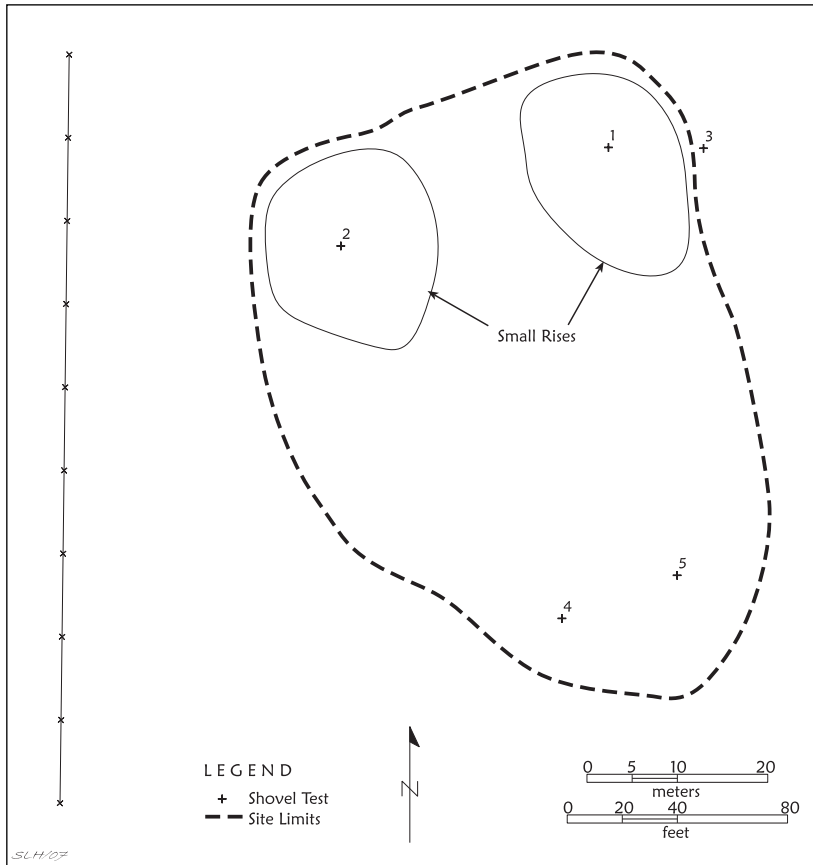 1
3
2
Small Rises
5
4
LEGEND
Shovel Test
Site Limits
N
0 5 10 20
meters
0 20 40 80
feet
SLH/07